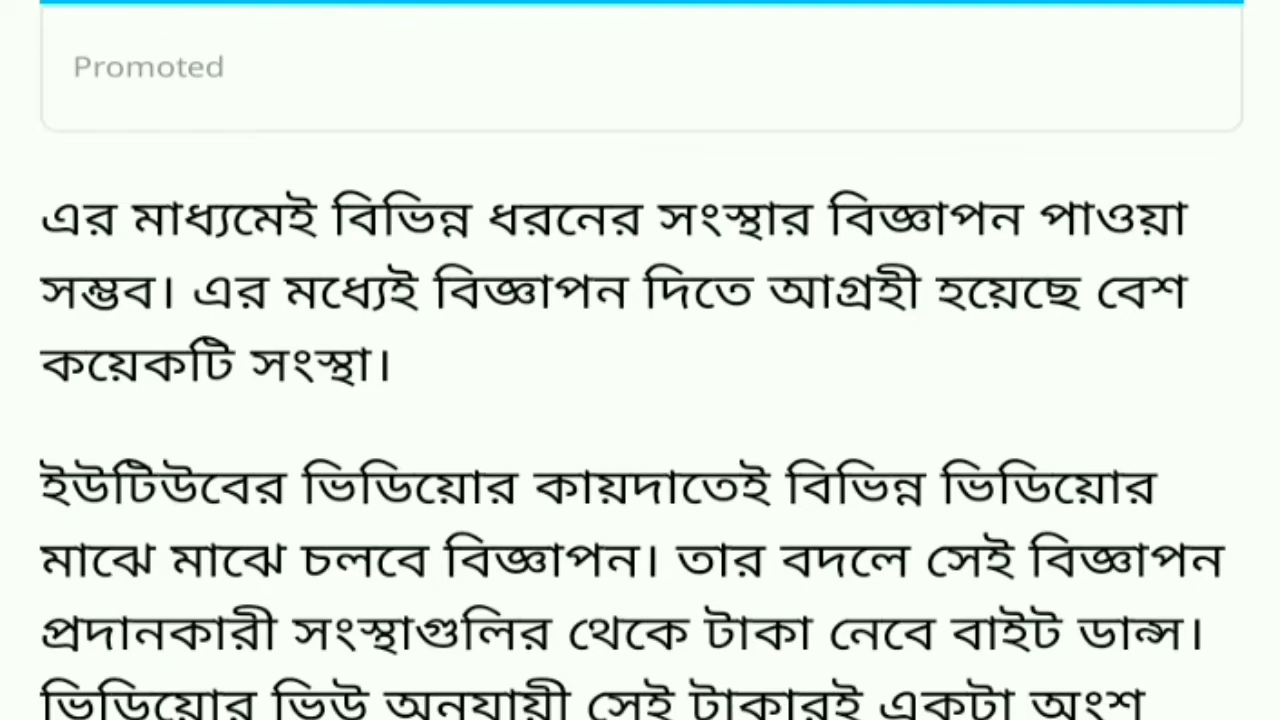 Promoted
এর মাধ্যমেই বিভিন্ন ধরনের সংস্থার বিজ্ঞাপন পাওয়া
সম্ভব। এর মধ্যেই বিজ্ঞাপন দিতে আগ্রহী হয়েছে বেশ
কয়েকটি সংস্থা।
ইউটিউবের ভিডিয়োর কায়দাতেই বিভিন্ন ভিডিয়োর
মাঝে মাঝে চলবে বিজ্ঞাপন। তার বদলে সেই বিজ্ঞাপন
প্রদানকারী সংস্থাগুলির থেকে টাকা নেবে বাইট ডান্স।
ভিডিয়োর ভিউ অনুযায়ী সেই টাকারই একটা অংশ